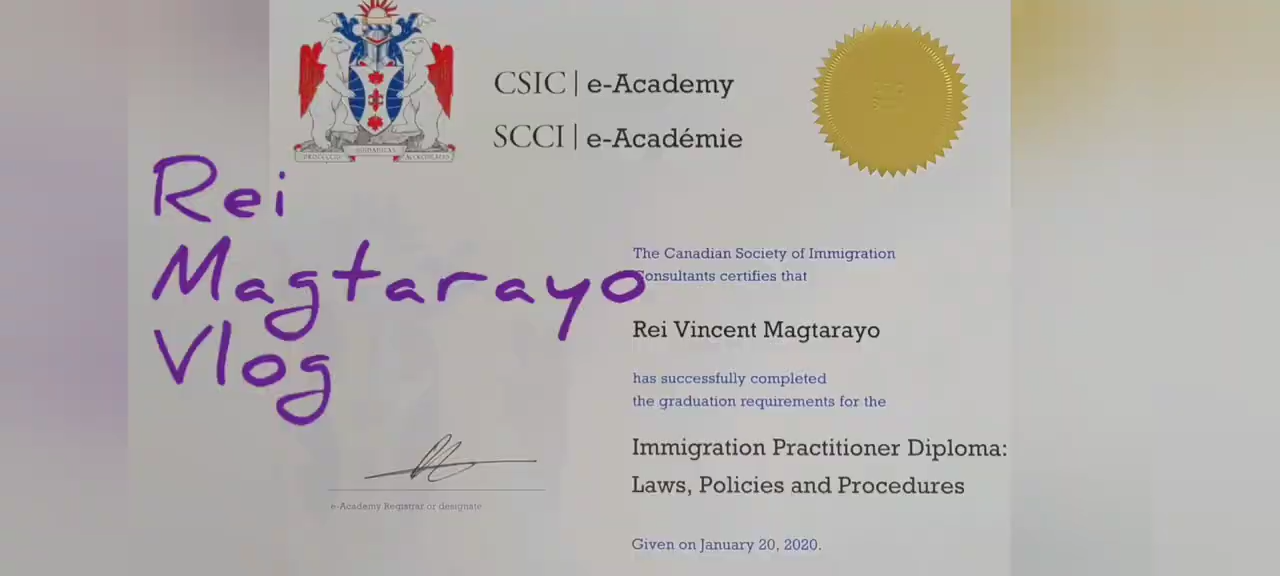 CSIC | e-Academy
SCCI | e-Académie
Rei
Magtarayo
Vlog
The Canadian Society of Immigration
Consultants certifies that
Rei Vincent Magtarayo
has successfully completed
the graduation requirements for the
Immigration Practitioner Diploma:
Laws, Policies and Procedures
e-Academy Registrar or designate
Given on January 20, 2020.